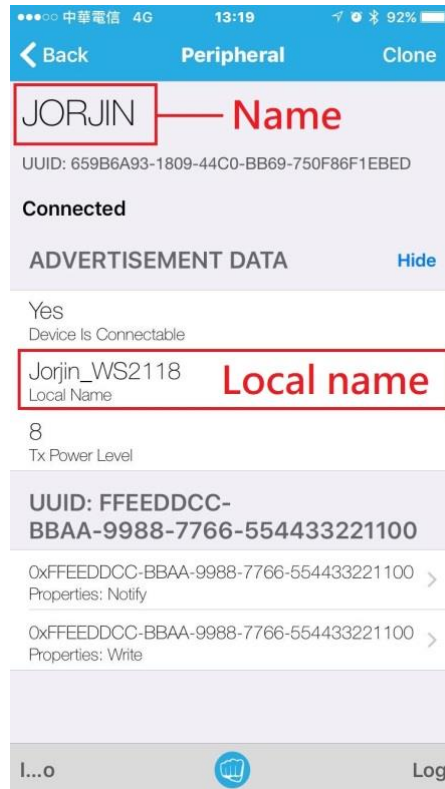 ●●●○○ 中華電信 4G 13:19 92%
Back Peripheral Clone
JORJIN Name
UUID: 659B6A93-1809-44C0-BB69-750F86F1EBED
Connected
ADVERTISEMENT DATA Hide
Yes
Device Is Connectable
Jorjin_WS2118
Local Name
Local name
8
Tx Power Level
UUID: FFEEDDCC-
BBAA-9988-7766-554433221100
0xFFEEDDCC-BBAA-9988-7766-554433221100
Properties: Notify
0xFFEEDDCC-BBAA-9988-7766-554433221100
Properties: Write
I...o Log